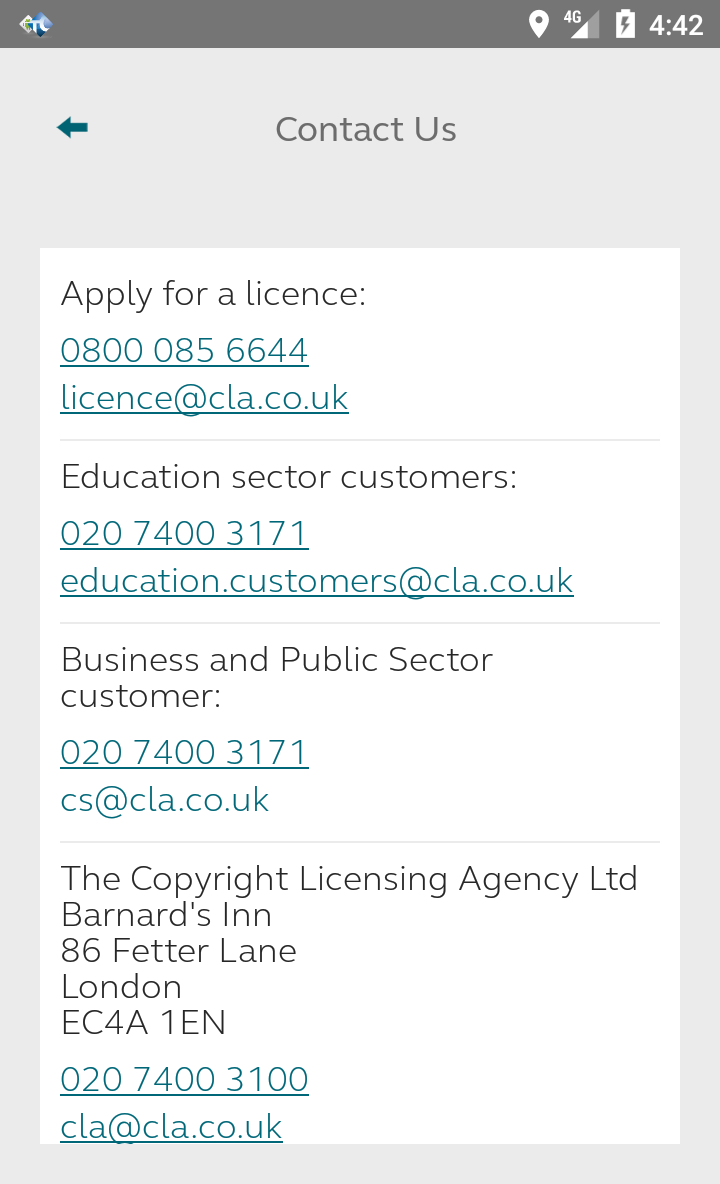 4G 4:42
Contact Us
Apply for a licence:
0800 085 6644
licence@cla.co.uk
Education sector customers:
020 7400 3171
education.customers@cla.co.uk
Business and Public Sector
customer:
020 7400 3171
cs@cla.co.uk
The Copyright Licensing Agency Ltd
Barnard's Inn
86 Fetter Lane
London
EC4A 1EN
020 7400 3100
cla@cla.co.uk